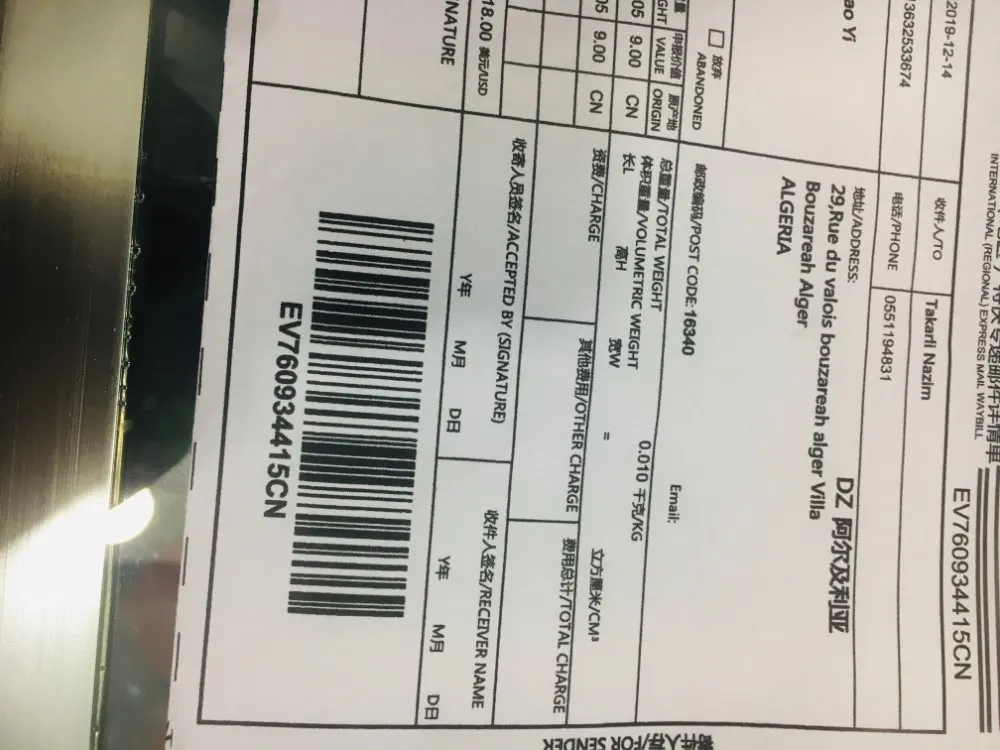 INTERNATIONAL (REGIONAL) EXPRESS MAIL WAYBILL
EV760934415CN
2019-12-14
收件人/TO
Takarli Nazim
ao Yi
13632533674
电话/PHONE
0551194831
地址/ADDRESS:
DZ 阿尔及利亚
29,Rue du valois bouzareah alger Villa
Bouzareah Alger
ALGERIA
放弃
ABANDONED
邮政编码/POST CODE:16340
Email:
申报价值
VALUE
原产地
ORIGIN
总重量/TOTAL WEIGHT
0.010 千克/KG
体积重量/VOLUMETRIC WEIGHT
长L
高H
宽W
=
立方厘米/CM³
05
9.00
CN
05
9.00
CN
资费/CHARGE
其他费用/OTHER CHARGE
费用总计/TOTAL CHARGE
18.00 美元/USD
收寄人员签名/ACCEPTED BY (SIGNATURE)
收件人签名/RECEIVER NAME
NATURE
Y年
M月
D日
Y年
M月
D日
EV760934415CN
FOR SENDER